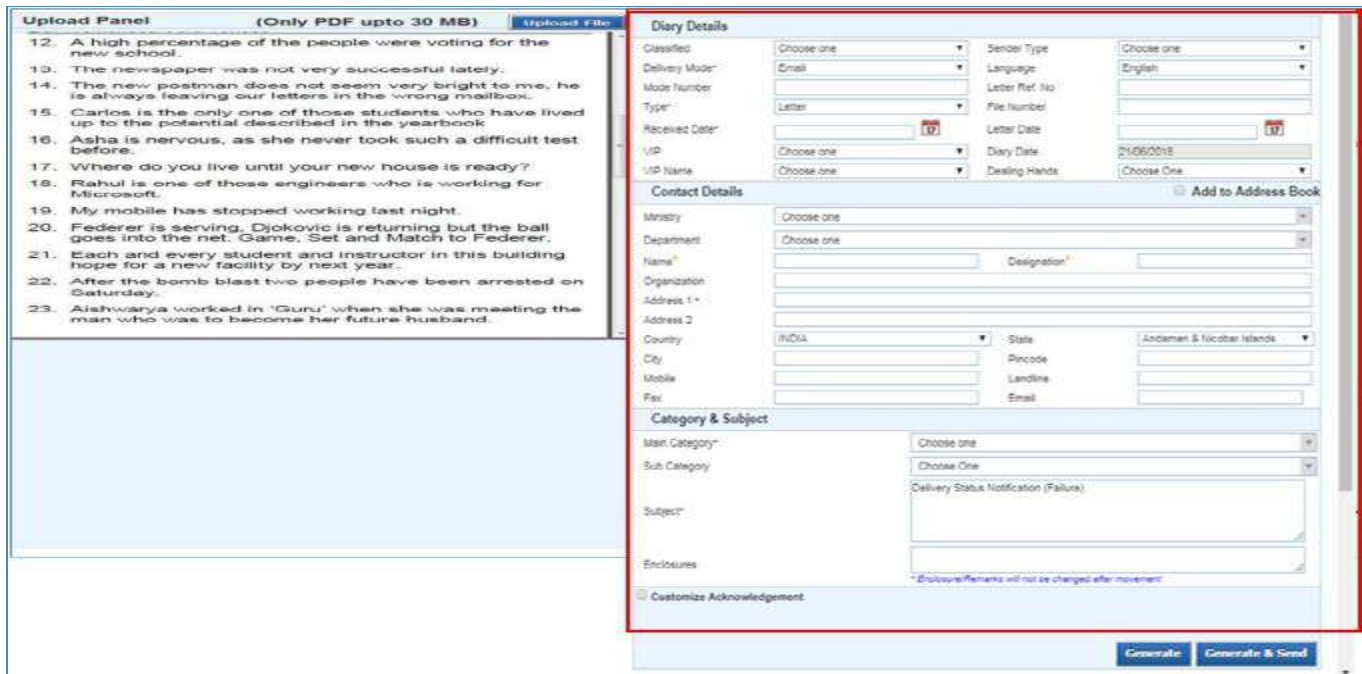 Upload Panel (Only PDF upto 30 MB) Upload File
12. A high percentage of the people were voting for the
new school.
13. The newspaper was not very successful lately.
14. The new postman does not seem very bright to me, he
is always leaving our letters in the wrong mailbox.
15. Carlos is the only one of those students who have lived
up to the potential described in the yearbook
16. Asha is nervous, as she never took such a difficult test
before.
17. Where do you live until your new house is ready?
18. Rahul is one of those engineers who is working for
Microsoft.
19. My mobile has stopped working last night.
20. Federer is serving, Djokovic is returning but the ball
goes into the net. Game, Set and Match to Federer.
21. Each and every student and instructor in this building
hope for a new facility by next year.
22. After the bomb blast two people have been arrested on
Saturday.
23. Aishwarya worked in 'Guru' when she was meeting the
man who was to become her future husband.
Diary Details
Classified Choose one Sender Type Choose one
Delivery Mode* Email Language English
Mode Number Letter Ref. No
Type* Letter File Number
Received Date* Letter Date
VIP Choose one Diary Date 21/06/2018
VIP Name Choose one Dealing Hands Choose One
Contact Details Add to Address Book
Ministry Choose one
Department Choose one
Name* Designation*
Organization
Address 1 *
Address 2
Country INDIA State Andaman & Nicobar Islands
City Pincode
Mobile Landline
Fax Email
Category & Subject
Main Category* Choose one
Sub Category Choose One
Subject* Delivery Status Notification (Failure)
Enclosures
* Enclosure/Remarks will not be changed after movement
Customize Acknowledgement
Generate Generate & Send